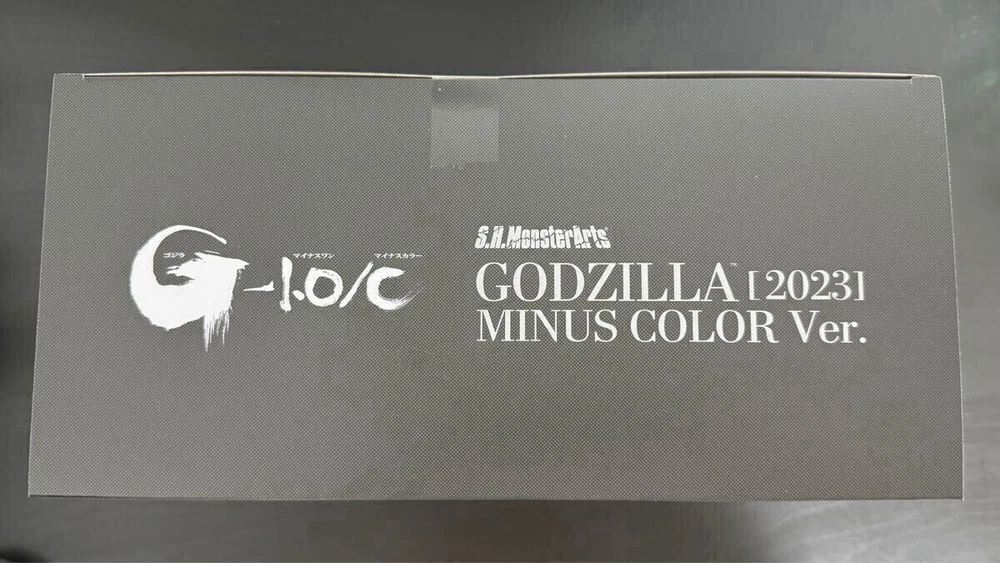 ゴジラ マイナスワン マイナスカラー
G-1.0/C
S.H.MonsterArts
GODZILLA™ [2023]
MINUS COLOR Ver.